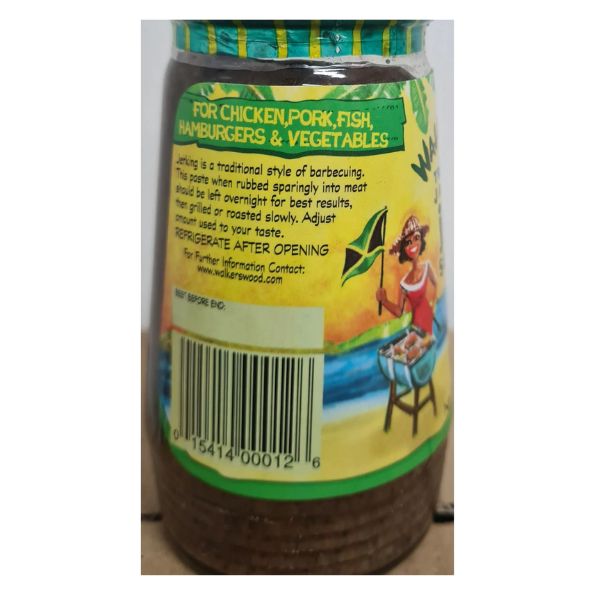 FOR CHICKEN, PORK, FISH,
HAMBURGERS & VEGETABLES
Jerking is a traditional style of barbecuing.
This paste when rubbed sparingly into meat
should be left overnight for best results,
then grilled or roasted slowly. Adjust
amount used to your taste.
REFRIGERATE AFTER OPENING
For Further Information Contact:
www.walkerswood.com
BEST BEFORE END:
0 15414 00012 6